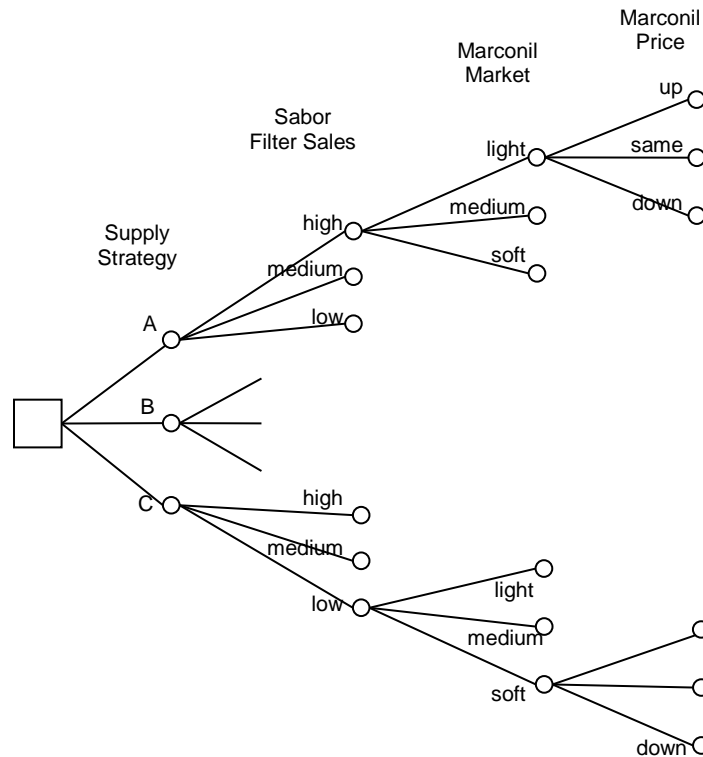 Marconil
Price
Marconil
Market
Sabor
Filter Sales
Supply
Strategy
up
same
down
light
medium
soft
high
medium
low
A
B
C
high
medium
low
light
medium
soft
down